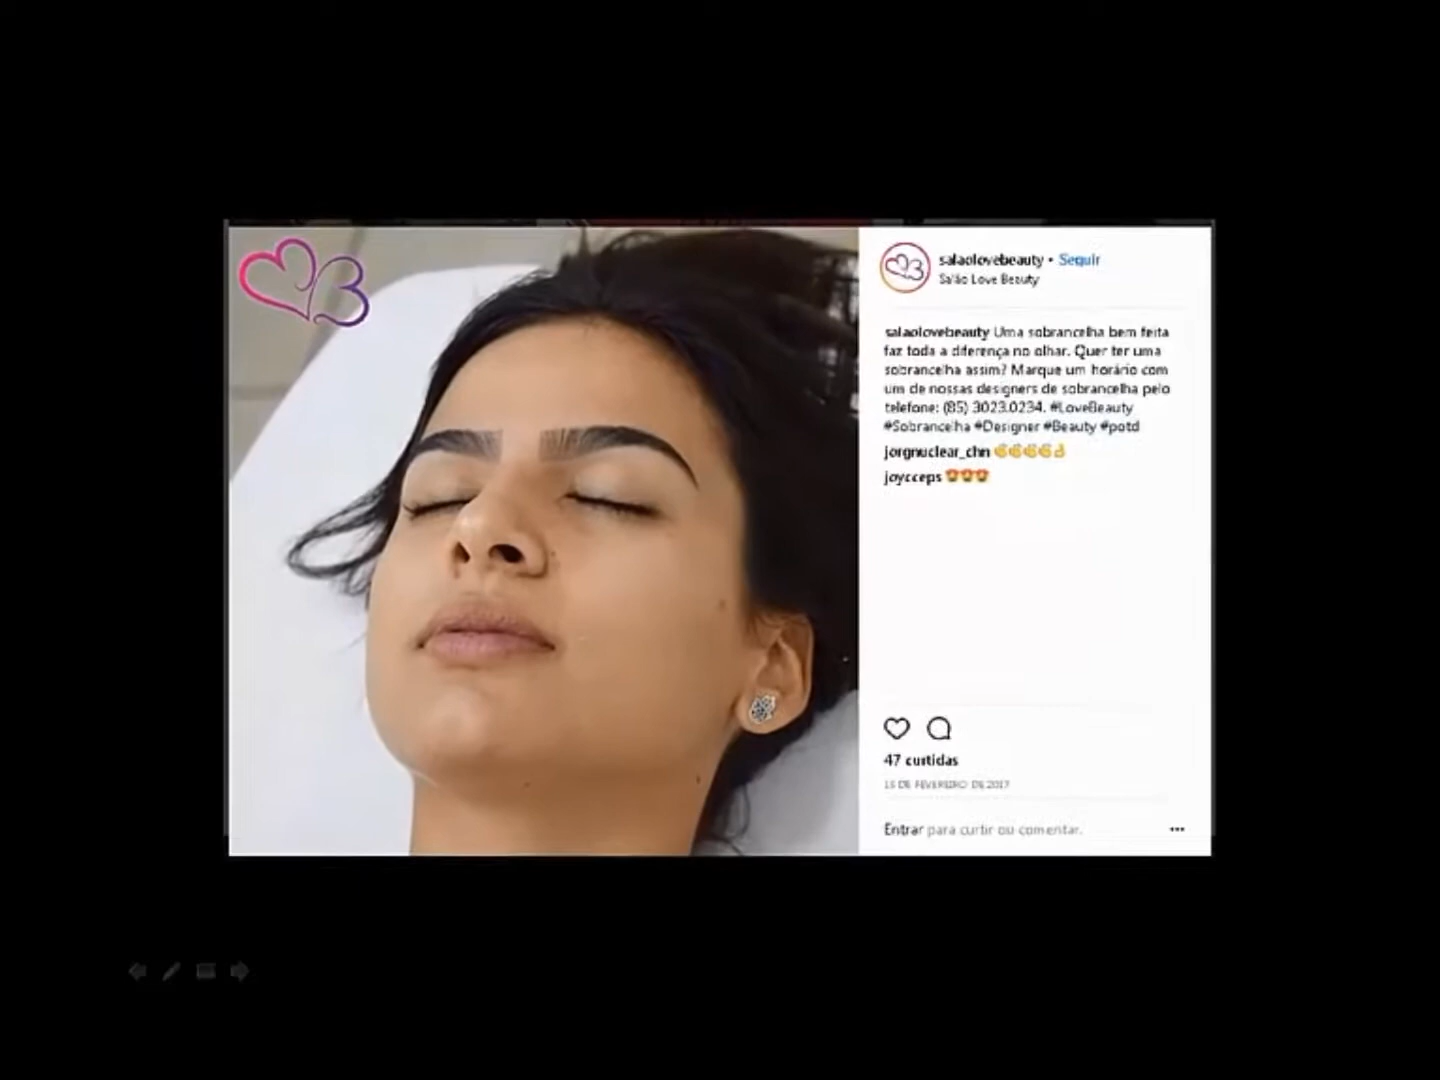 salaolovebeauty • Seguir
Salão Love Beauty
salaolovebeauty Uma sobrancelha bem feita
faz toda a diferença no olhar. Quer ter uma
sobrancelha assim? Marque um horário com
um de nossas designers de sobrancelha pelo
telefone: (85) 3023.0234. #LoveBeauty
#Sobrancelha #Designer #Beauty #potd
jorgnuclear_chn 👏👏👏👏👌
joycceps 😍😍😍
47 curtidas
DE FEVEREIRO DE 2017
Entrar para curtir ou comentar.